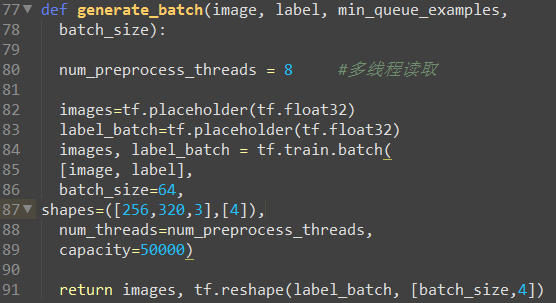 77 def generate_batch(image, label, min_queue_examples,
78 batch_size):
79
80 num_preprocess_threads = 8 #多线程读取
81
82 images=tf.placeholder(tf.float32)
83 label_batch=tf.placeholder(tf.float32)
84 images, label_batch = tf.train.batch(
85 [image, label],
86 batch_size=64,
87 shapes=([256,320,3],[4]),
88 num_threads=num_preprocess_threads,
89 capacity=50000)
90
91 return images, tf.reshape(label_batch, [batch_size,4])